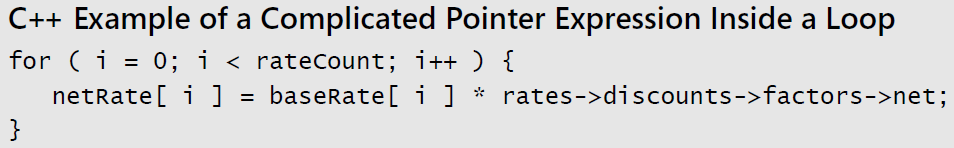 C++ Example of a Complicated Pointer Expression Inside a Loop
for ( i = 0; i < rateCount; i++ ) {
   netRate[ i ] = baseRate[ i ] * rates->discounts->factors->net;
}